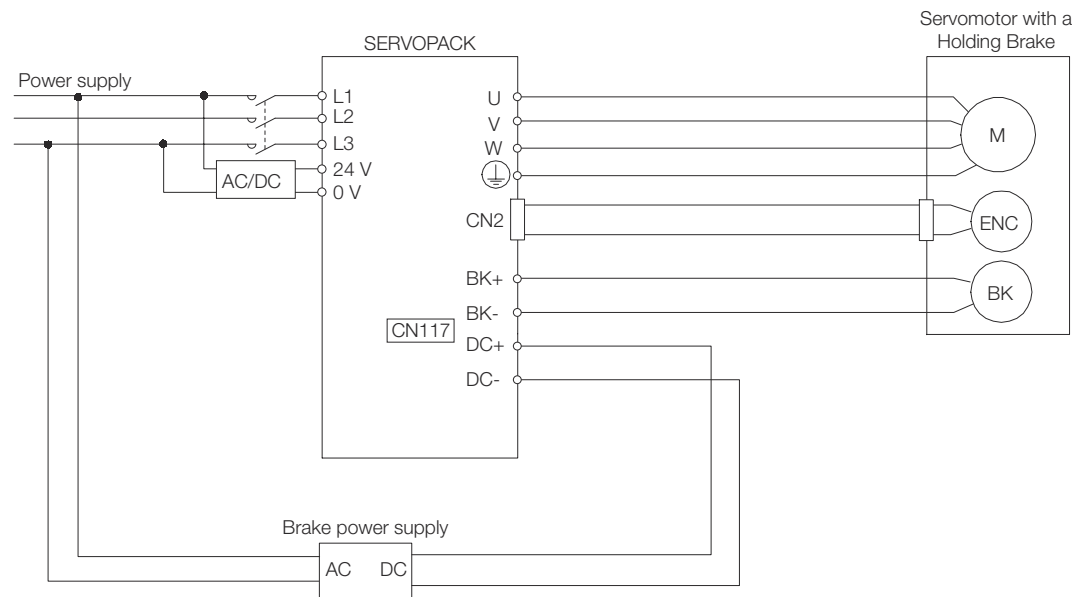 Servomotor with a
Holding Brake
SERVOPACK
Power supply
L1
L2
L3
24 V
0 V
AC/DC
U
V
W
M
CN2
ENC
BK+
BK-
BK
CN117
DC+
DC-
Brake power supply
AC DC